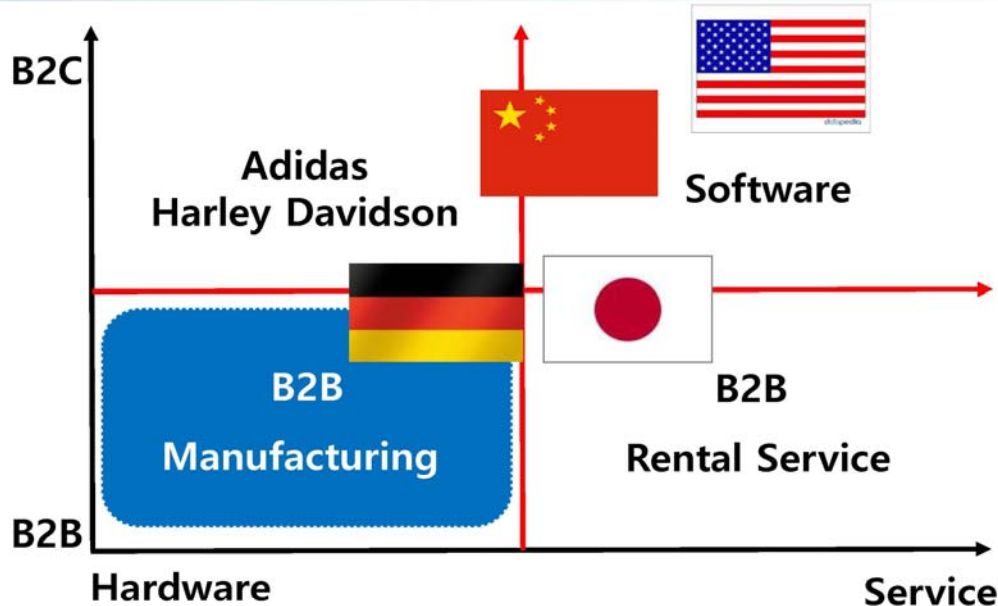 B2C
Adidas
Harley Davidson
Software
B2B
Manufacturing
B2B
Rental Service
B2B
Hardware
Service